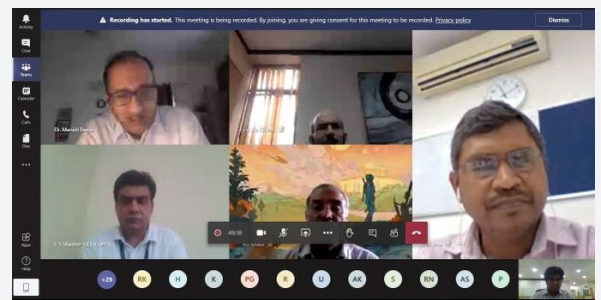 Recording has started. This meeting is being recorded. By joining, you are giving consent for this meeting to be recorded. Privacy policy
Dismiss
Activity
Chat
Teams
Calendar
Calls
Files
Apps
Help
Dr. Manish
49:18
+29
RK
H
K
PG
R
U
AK
S
RN
AS
P